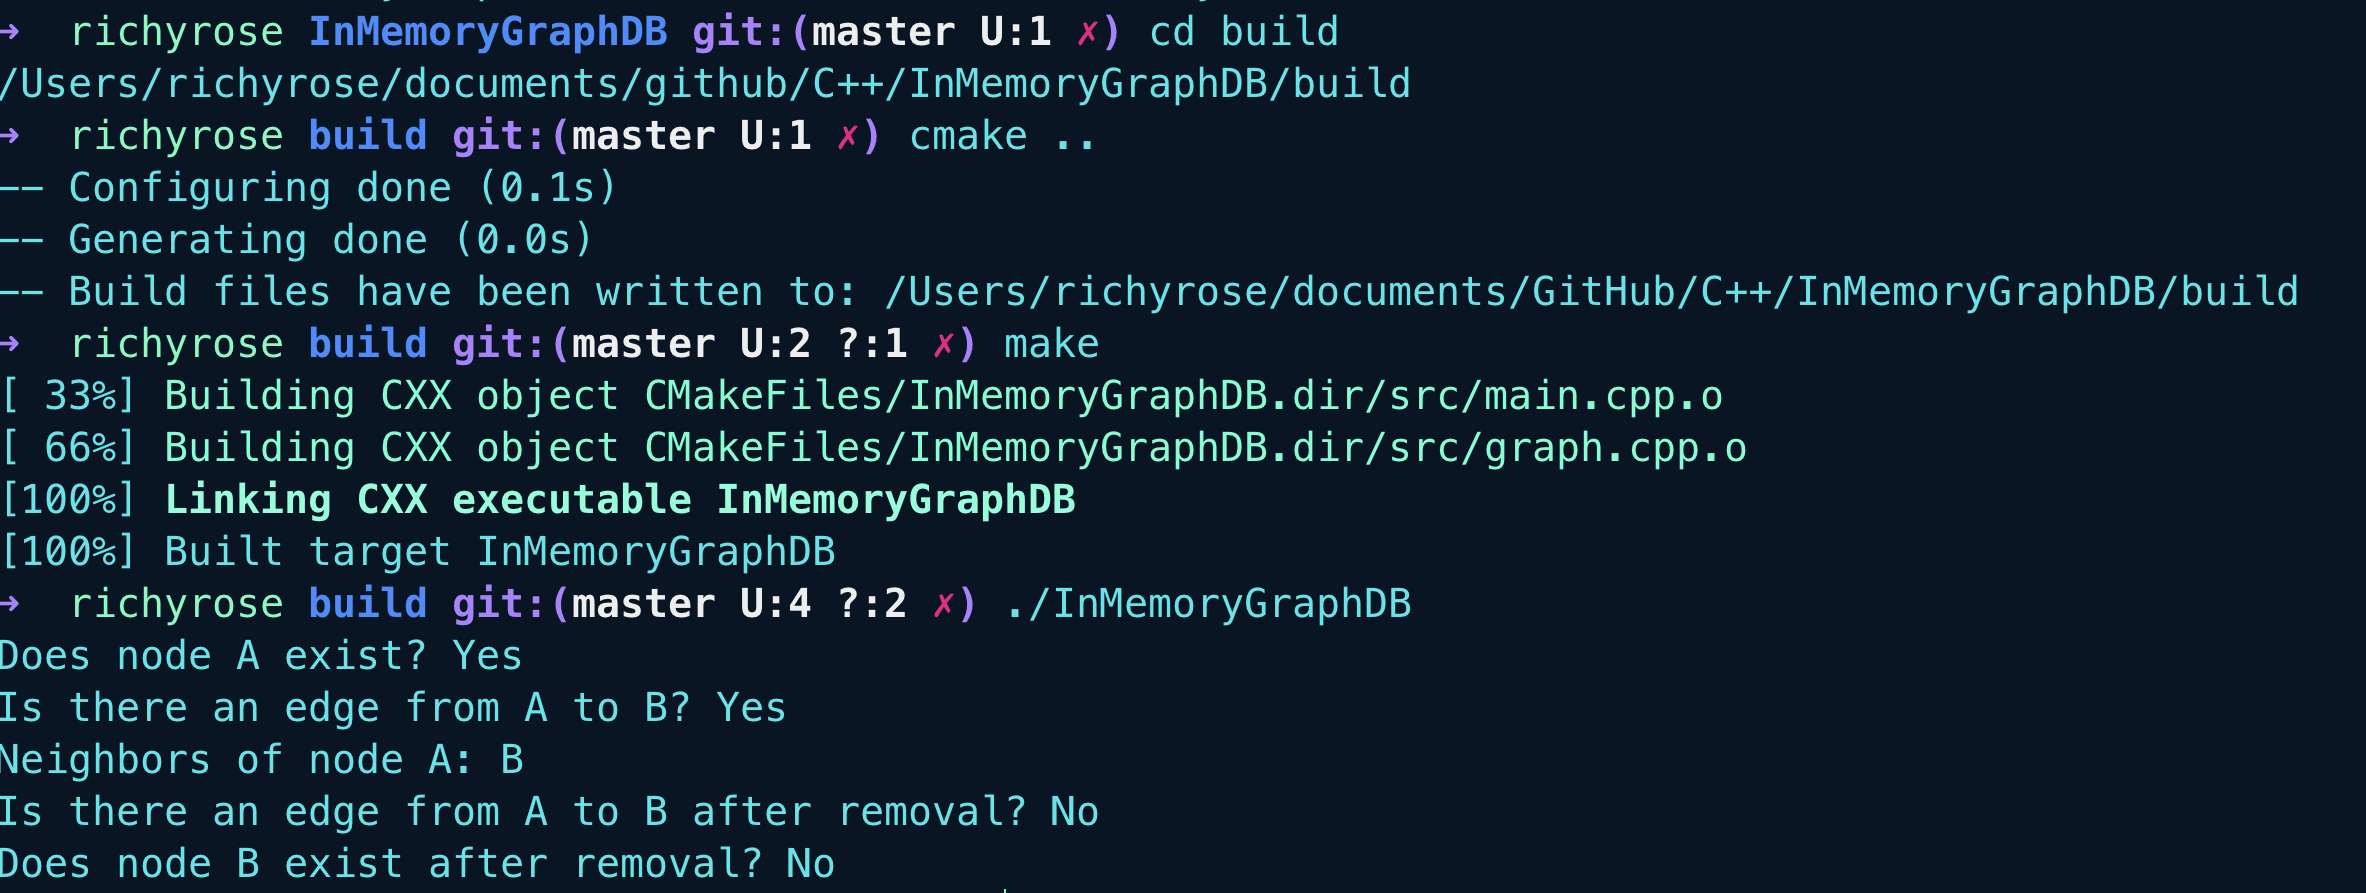 →  richyrose InMemoryGraphDB git:(master U:1 ✗) cd build
/Users/richyrose/documents/github/C++/InMemoryGraphDB/build
→  richyrose build git:(master U:1 ✗) cmake ..
-- Configuring done (0.1s)
-- Generating done (0.0s)
-- Build files have been written to: /Users/richyrose/documents/GitHub/C++/InMemoryGraphDB/build
→  richyrose build git:(master U:2 ?:1 ✗) make
[ 33%] Building CXX object CMakeFiles/InMemoryGraphDB.dir/src/main.cpp.o
[ 66%] Building CXX object CMakeFiles/InMemoryGraphDB.dir/src/graph.cpp.o
[100%] Linking CXX executable InMemoryGraphDB
[100%] Built target InMemoryGraphDB
→  richyrose build git:(master U:4 ?:2 ✗) ./InMemoryGraphDB
Does node A exist? Yes
Is there an edge from A to B? Yes
Neighbors of node A: B
Is there an edge from A to B after removal? No
Does node B exist after removal? No